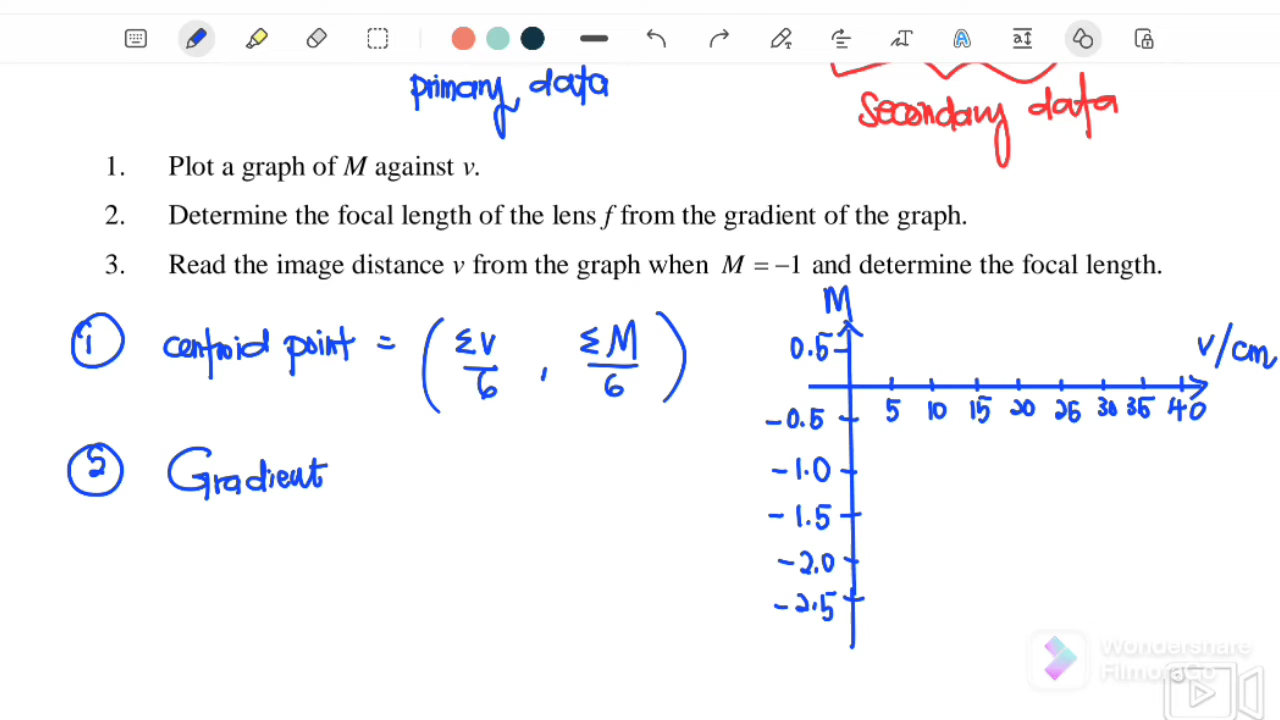 primary data
Secondary data
1. Plot a graph of M against v.
2. Determine the focal length of the lens f from the gradient of the graph.
3. Read the image distance v from the graph when M = –1 and determine the focal length.
① centroid point = ( ΣV/6 , ΣM/6 )
② Gradient
M
0.5
V/cm
5 10 15 20 25 30 35 40
-0.5
-1.0
-1.5
-2.0
-2.5
Wondershare
FilmoraGo